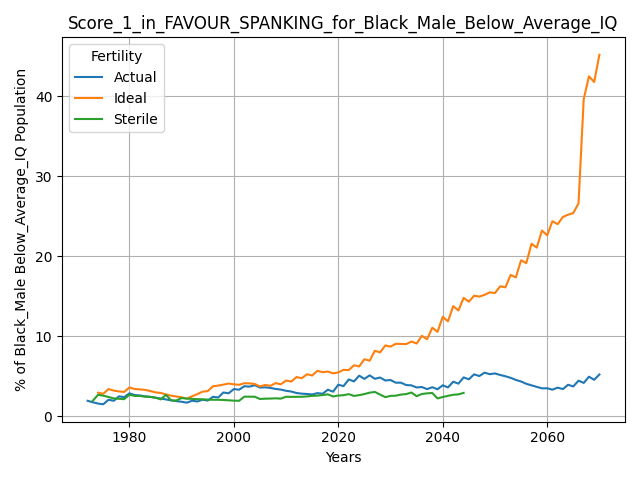 Score_1_in_FAVOUR_SPANKING_for_Black_Male_Below_Average_IQ
Fertility
Actual
Ideal
Sterile
% of Black_Male Below_Average_IQ Population
40
30
20
10
0
1980 2000 2020 2040 2060
Years